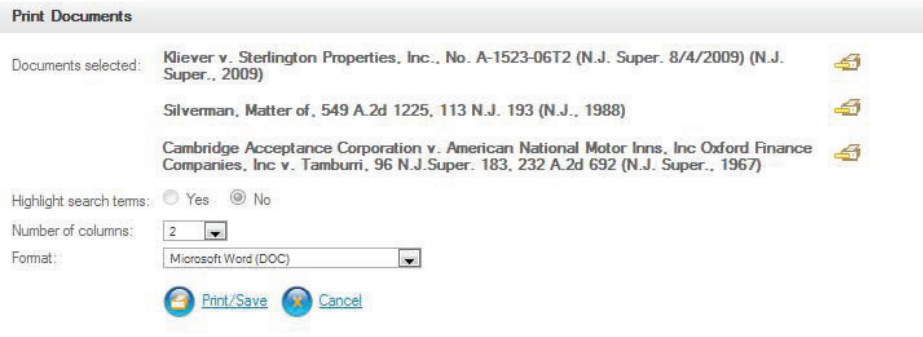 Print Documents
Documents selected:
Kliever v. Sterlington Properties, Inc., No. A-1523-06T2 (N.J. Super. 8/4/2009) (N.J.
Super., 2009)
Silverman, Matter of, 549 A.2d 1225, 113 N.J. 193 (N.J., 1988)
Cambridge Acceptance Corporation v. American National Motor Inns, Inc Oxford Finance
Companies, Inc v. Tamburri, 96 N.J.Super. 183, 232 A.2d 692 (N.J. Super., 1967)
Highlight search terms: Yes No
Number of columns: 2
Format: Microsoft Word (DOC)
Print/Save Cancel